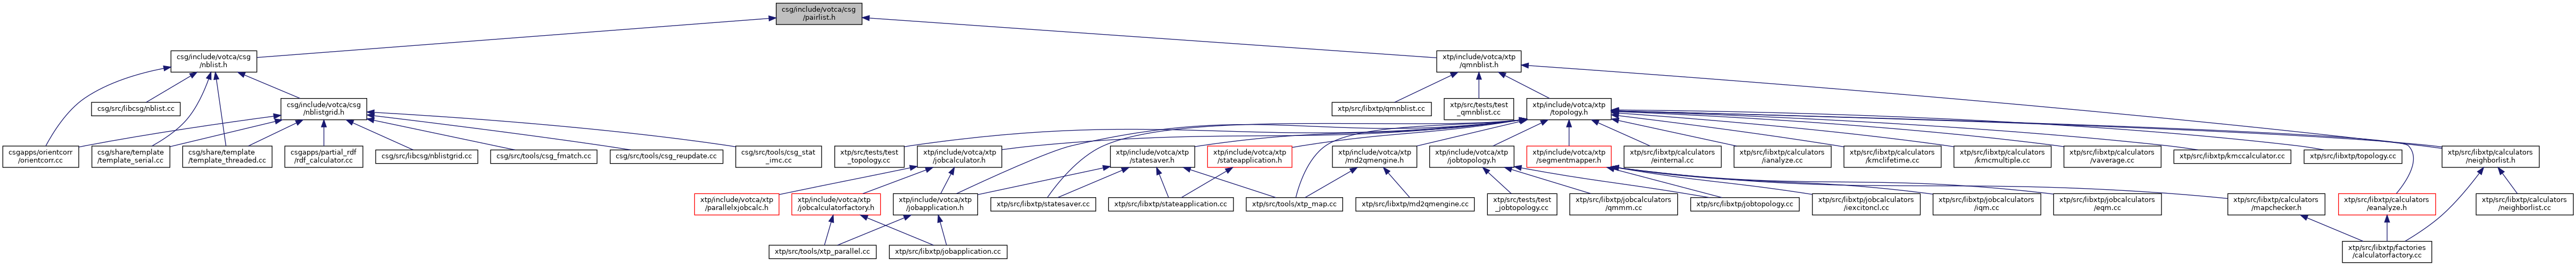 csg/include/votca/csg
/pairlist.h
csg/include/votca/csg
/nblist.h
xtp/include/votca/xtp
/qmnblist.h
csg/src/libcsg/nblist.cc
csg/include/votca/csg
/nblistgrid.h
xtp/src/libxtp/qmnblist.cc
xtp/src/tests/test
_qmnblist.cc
xtp/include/votca/xtp
/topology.h
csgapps/orientcorr
/orientcorr.cc
csg/share/template
/template_serial.cc
csg/share/template
/template_threaded.cc
csgapps/partial_rdf
/rdf_calculator.cc
csg/src/libcsg/nblistgrid.cc
csg/src/tools/csg_fmatch.cc
csg/src/tools/csg_reupdate.cc
csg/src/tools/csg_stat
_imc.cc
xtp/src/tests/test
_topology.cc
xtp/include/votca/xtp
/jobcalculator.h
xtp/include/votca/xtp
/statesaver.h
xtp/include/votca/xtp
/stateapplication.h
xtp/include/votca/xtp
/md2qmengine.h
xtp/include/votca/xtp
/jobtopology.h
xtp/include/votca/xtp
/segmentmapper.h
xtp/src/libxtp/calculators
/einternal.cc
xtp/src/libxtp/calculators
/ianalyze.cc
xtp/src/libxtp/calculators
/kmclifetime.cc
xtp/src/libxtp/calculators
/kmcmultiple.cc
xtp/src/libxtp/calculators
/vaverage.cc
xtp/src/libxtp/kmccalculator.cc
xtp/src/libxtp/topology.cc
xtp/src/libxtp/calculators
/neighborlist.h
xtp/include/votca/xtp
/parallelxjobcalc.h
xtp/include/votca/xtp
/jobcalculatorfactory.h
xtp/include/votca/xtp
/jobapplication.h
xtp/src/libxtp/statesaver.cc
xtp/src/libxtp/stateapplication.cc
xtp/src/tools/xtp_map.cc
xtp/src/libxtp/md2qmengine.cc
xtp/src/tests/test
_jobtopology.cc
xtp/src/libxtp/jobcalculators
/qmmm.cc
xtp/src/libxtp/jobtopology.cc
xtp/src/libxtp/jobcalculators
/iexcitoncl.cc
xtp/src/libxtp/jobcalculators
/iqm.cc
xtp/src/libxtp/jobcalculators
/eqm.cc
xtp/src/libxtp/calculators
/mapchecker.h
xtp/src/libxtp/calculators
/eanalyze.h
xtp/src/libxtp/calculators
/neighborlist.cc
xtp/src/tools/xtp_parallel.cc
xtp/src/libxtp/jobapplication.cc
xtp/src/libxtp/factories
/calculatorfactory.cc